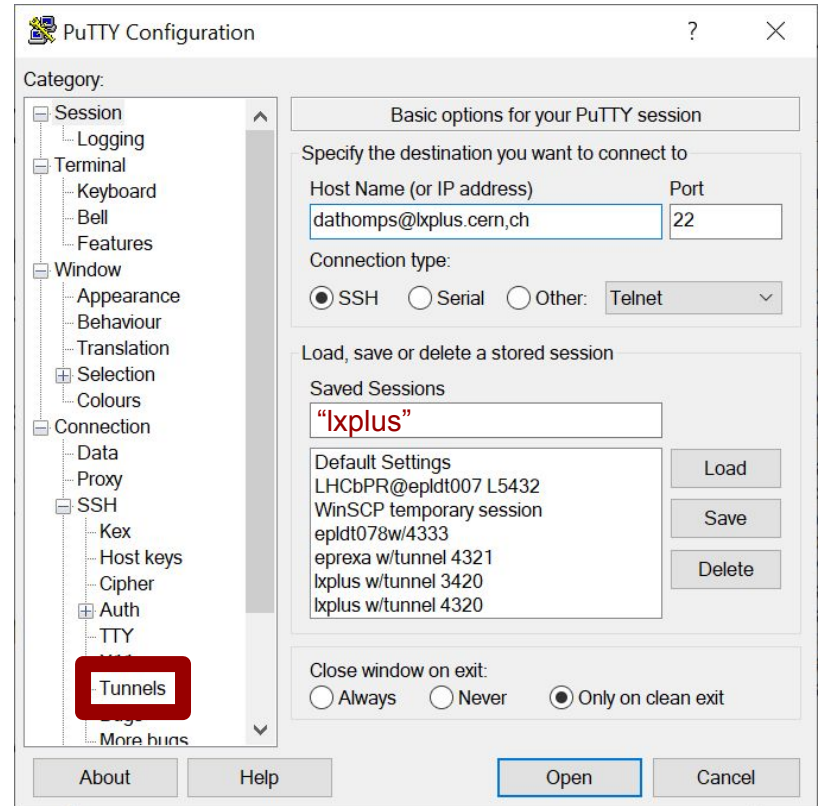 PuTTY Configuration
?
Category:
Session
Logging
Terminal
Keyboard
Bell
Features
Window
Appearance
Behaviour
Translation
Selection
Colours
Connection
Data
Proxy
SSH
Kex
Host keys
Cipher
Auth
TTY
Tunnels
More bugs
Basic options for your PuTTY session
Specify the destination you want to connect to
Host Name (or IP address) Port
dathomps@lxplus.cern,ch 22
Connection type:
SSH Serial Other: Telnet
Load, save or delete a stored session
Saved Sessions
“lxplus”
Default Settings
LHCbPR@epldt007 L5432
WinSCP temporary session
epldt078w/4333
eprexa w/tunnel 4321
lxplus w/tunnel 3420
lxplus w/tunnel 4320
Load
Save
Delete
Close window on exit:
Always Never Only on clean exit
About Help Open Cancel